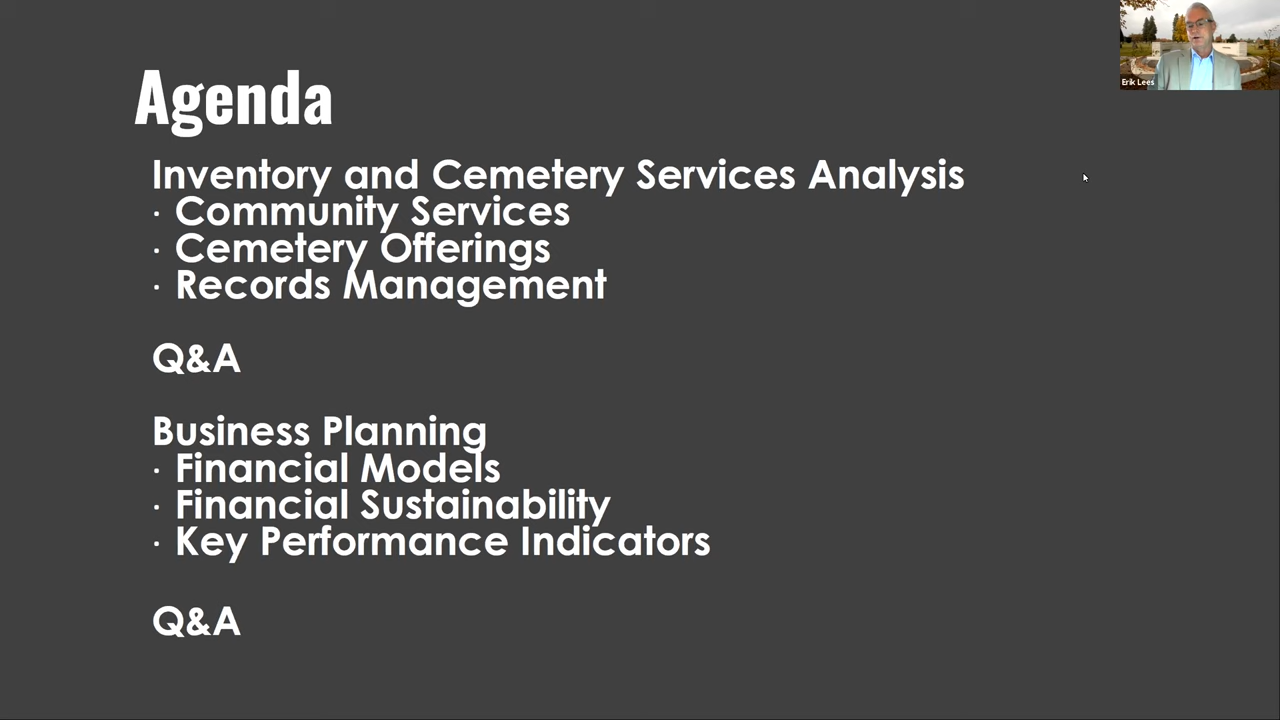 Agenda
Inventory and Cemetery Services Analysis
· Community Services
· Cemetery Offerings
· Records Management
Q&A
Business Planning
· Financial Models
· Financial Sustainability
· Key Performance Indicators
Q&A
Erik Lees